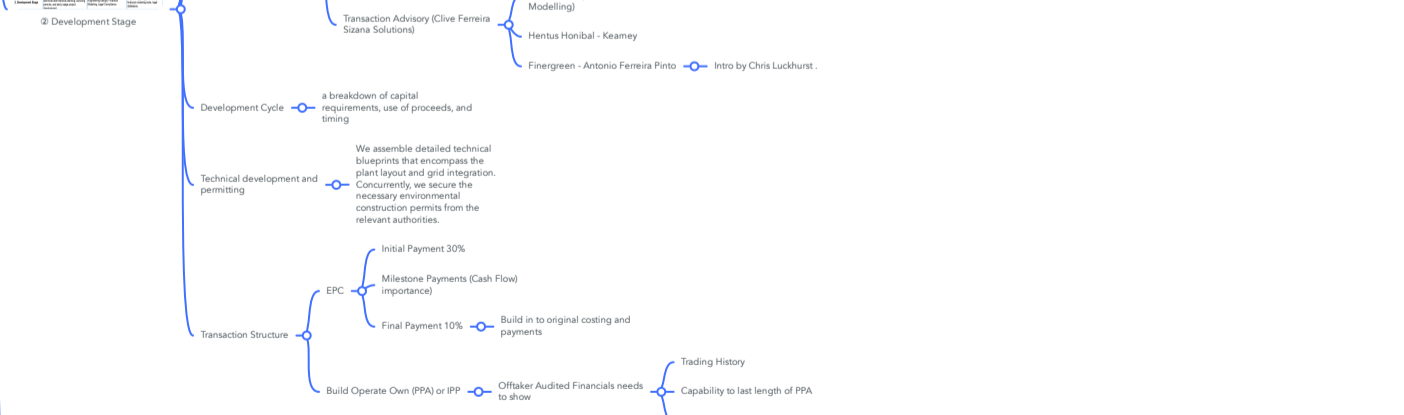 ② Development Stage
Modelling)
Transaction Advisory (Clive Ferreira
Sizana Solutions)
Hentus Honibal - Kearney
Finergreen - Antonio Ferreira Pinto
Intro by Chris Luckhurst .
Development Cycle
a breakdown of capital
requirements, use of proceeds, and
timing
Technical development and
permitting
We assemble detailed technical
blueprints that encompass the
plant layout and grid integration.
Concurrently, we secure the
necessary environmental
construction permits from the
relevant authorities.
Transaction Structure
EPC
Initial Payment 30%
Milestone Payments (Cash Flow)
importance)
Final Payment 10%
Build in to original costing and
payments
Build Operate Own (PPA) or IPP
Offtaker Audited Financials needs
to show
Trading History
Capability to last length of PPA